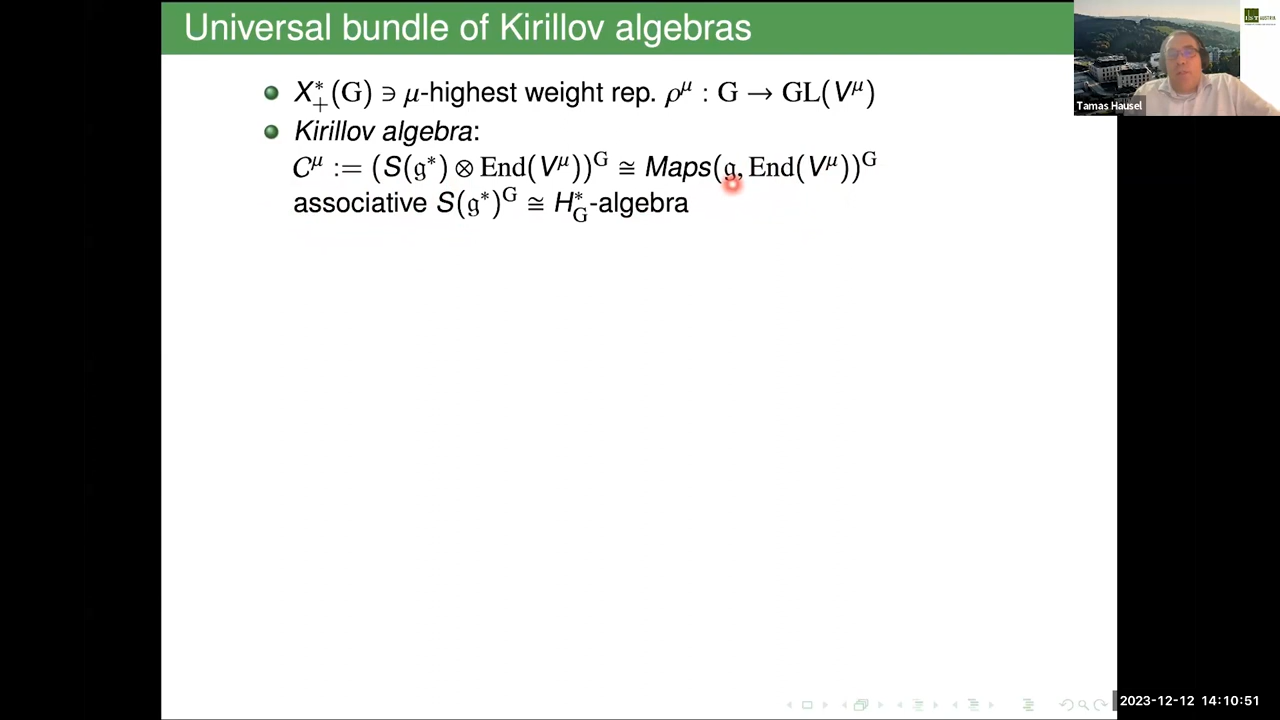 Universal bundle of Kirillov algebras
X₊*(G) ∋ μ-highest weight rep. ρ^μ : G → GL(V^μ)
Kirillov algebra:
C^μ := (S(𝔤*) ⊗ End(V^μ))^G ≅ Maps(𝔤, End(V^μ))^G
associative S(𝔤*)^G ≅ H*_G-algebra
Tamas Hausel
2023-12-12 14:10:51